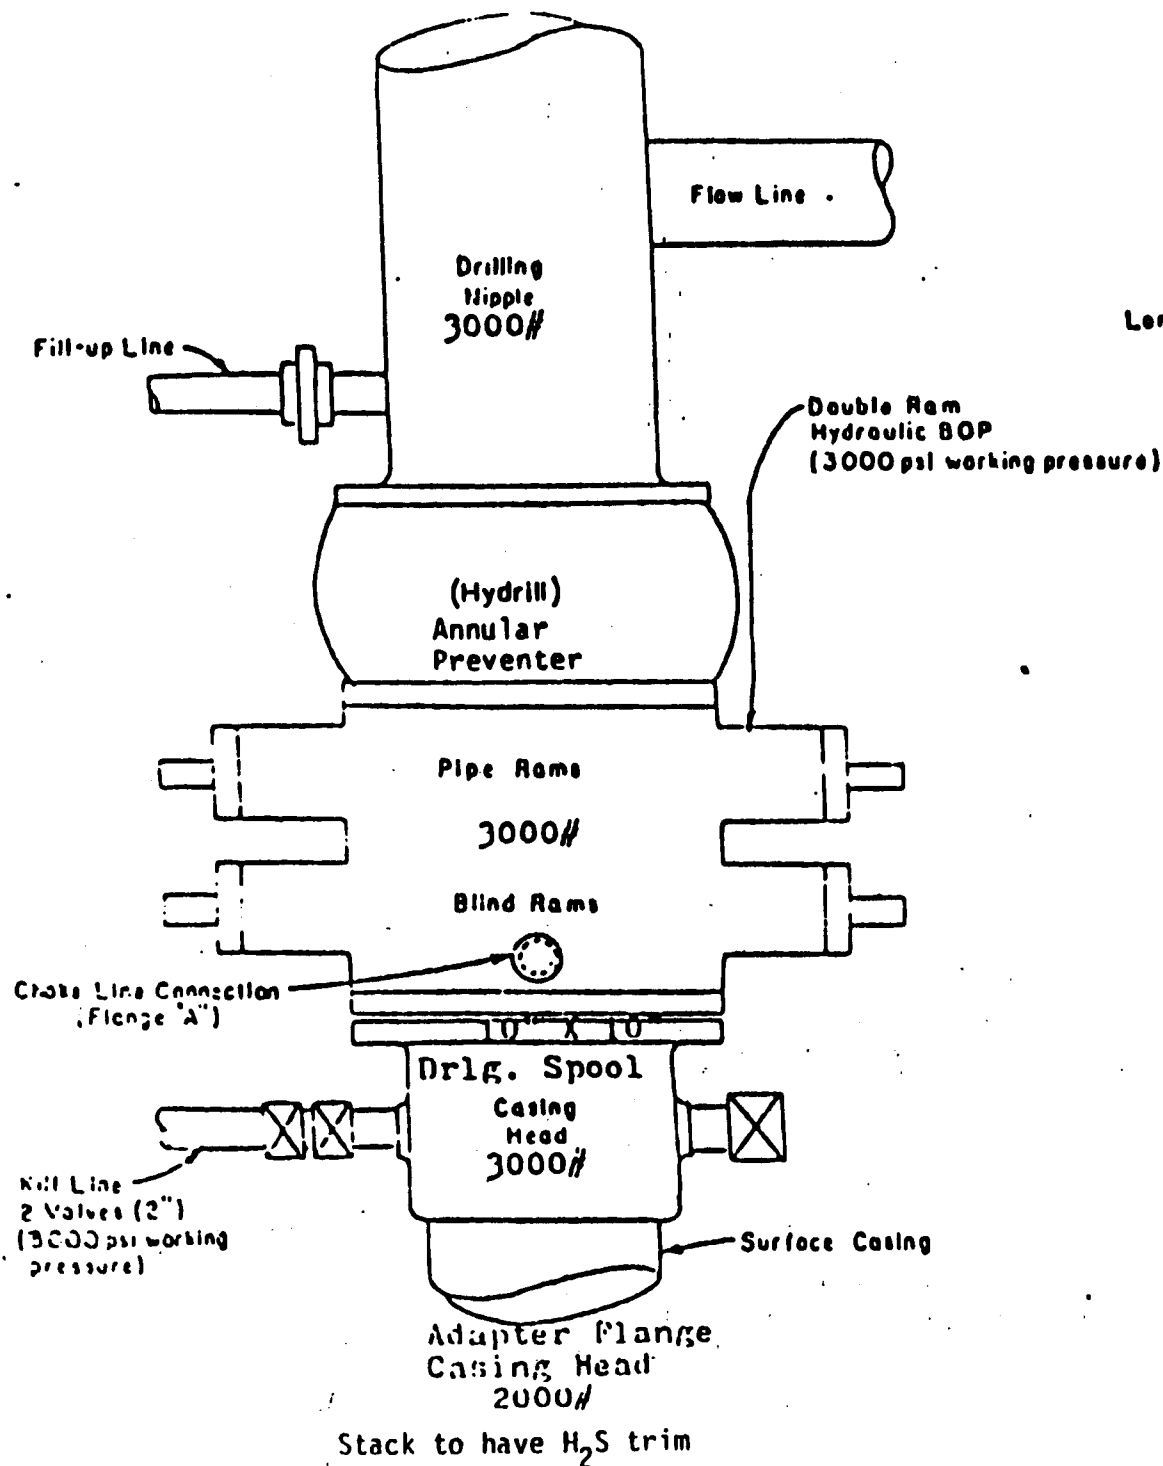 Flow Line
Drilling
Nipple
3000#
Fill-up Line
Double Ram
Hydraulic BOP
(3000 psi working pressure)
(Hydrill)
Annular
Preventer
Pipe Rams
3000#
Blind Rams
Choke Line Connection
(Flange "A")
Drlg. Spool
Casing
Head
3000#
Kill Line
2 Valves (2")
(3000 psi working
pressure)
Surface Casing
Adapter Flange
Casing Head
2000#
Stack to have H₂S trim